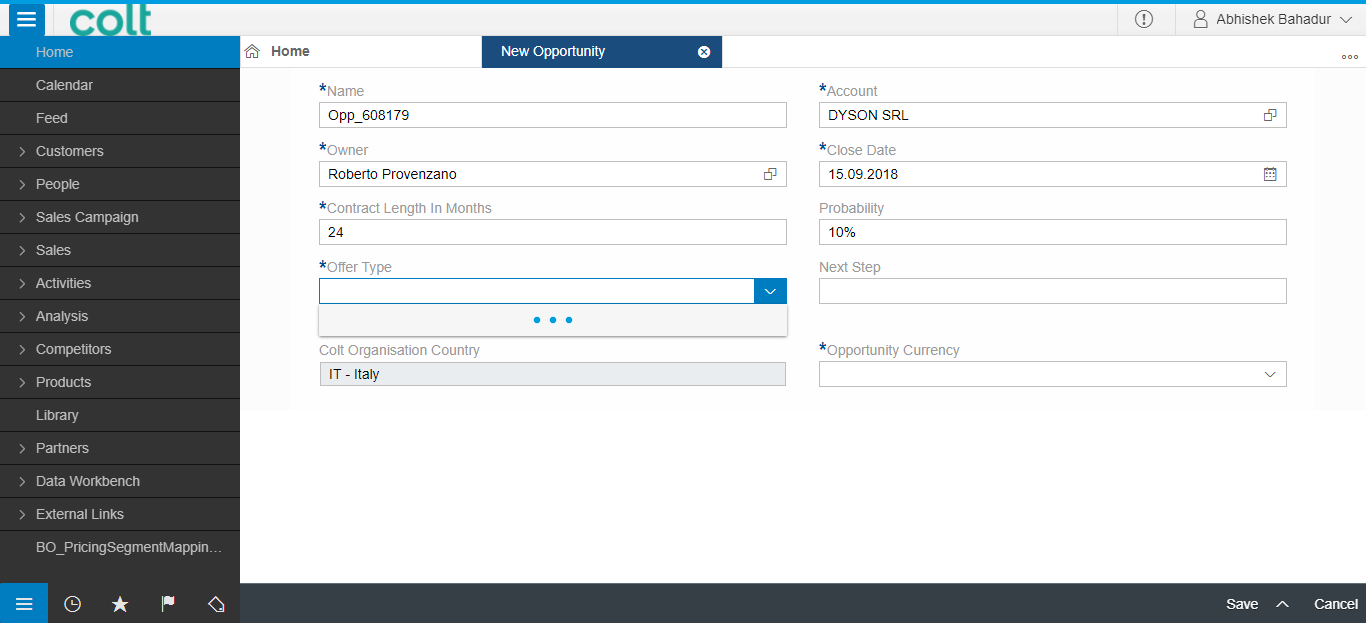 colt
Abhishek Bahadur
Home
Calendar
Feed
Customers
People
Sales Campaign
Sales
Activities
Analysis
Competitors
Products
Library
Partners
Data Workbench
External Links
BO_PricingSegmentMappin...
Home
New Opportunity
*Name
Opp_608179
*Account
DYSON SRL
*Owner
Roberto Provenzano
*Close Date
15.09.2018
*Contract Length In Months
24
Probability
10%
*Offer Type
Next Step
Colt Organisation Country
IT - Italy
*Opportunity Currency
Save
Cancel